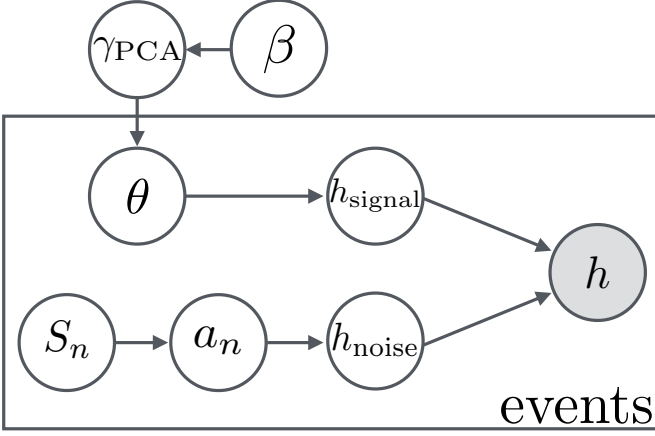 γPCA β
θ hsignal
h
Sn an hnoise
events